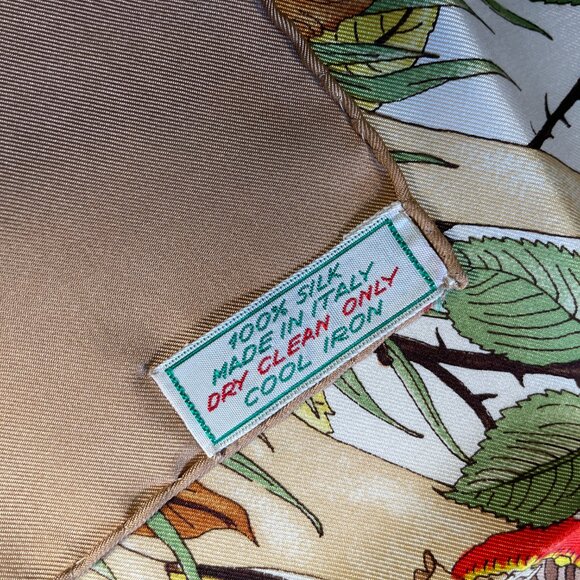 100% SILK
MADE IN ITALY
DRY CLEAN ONLY
COOL IRON